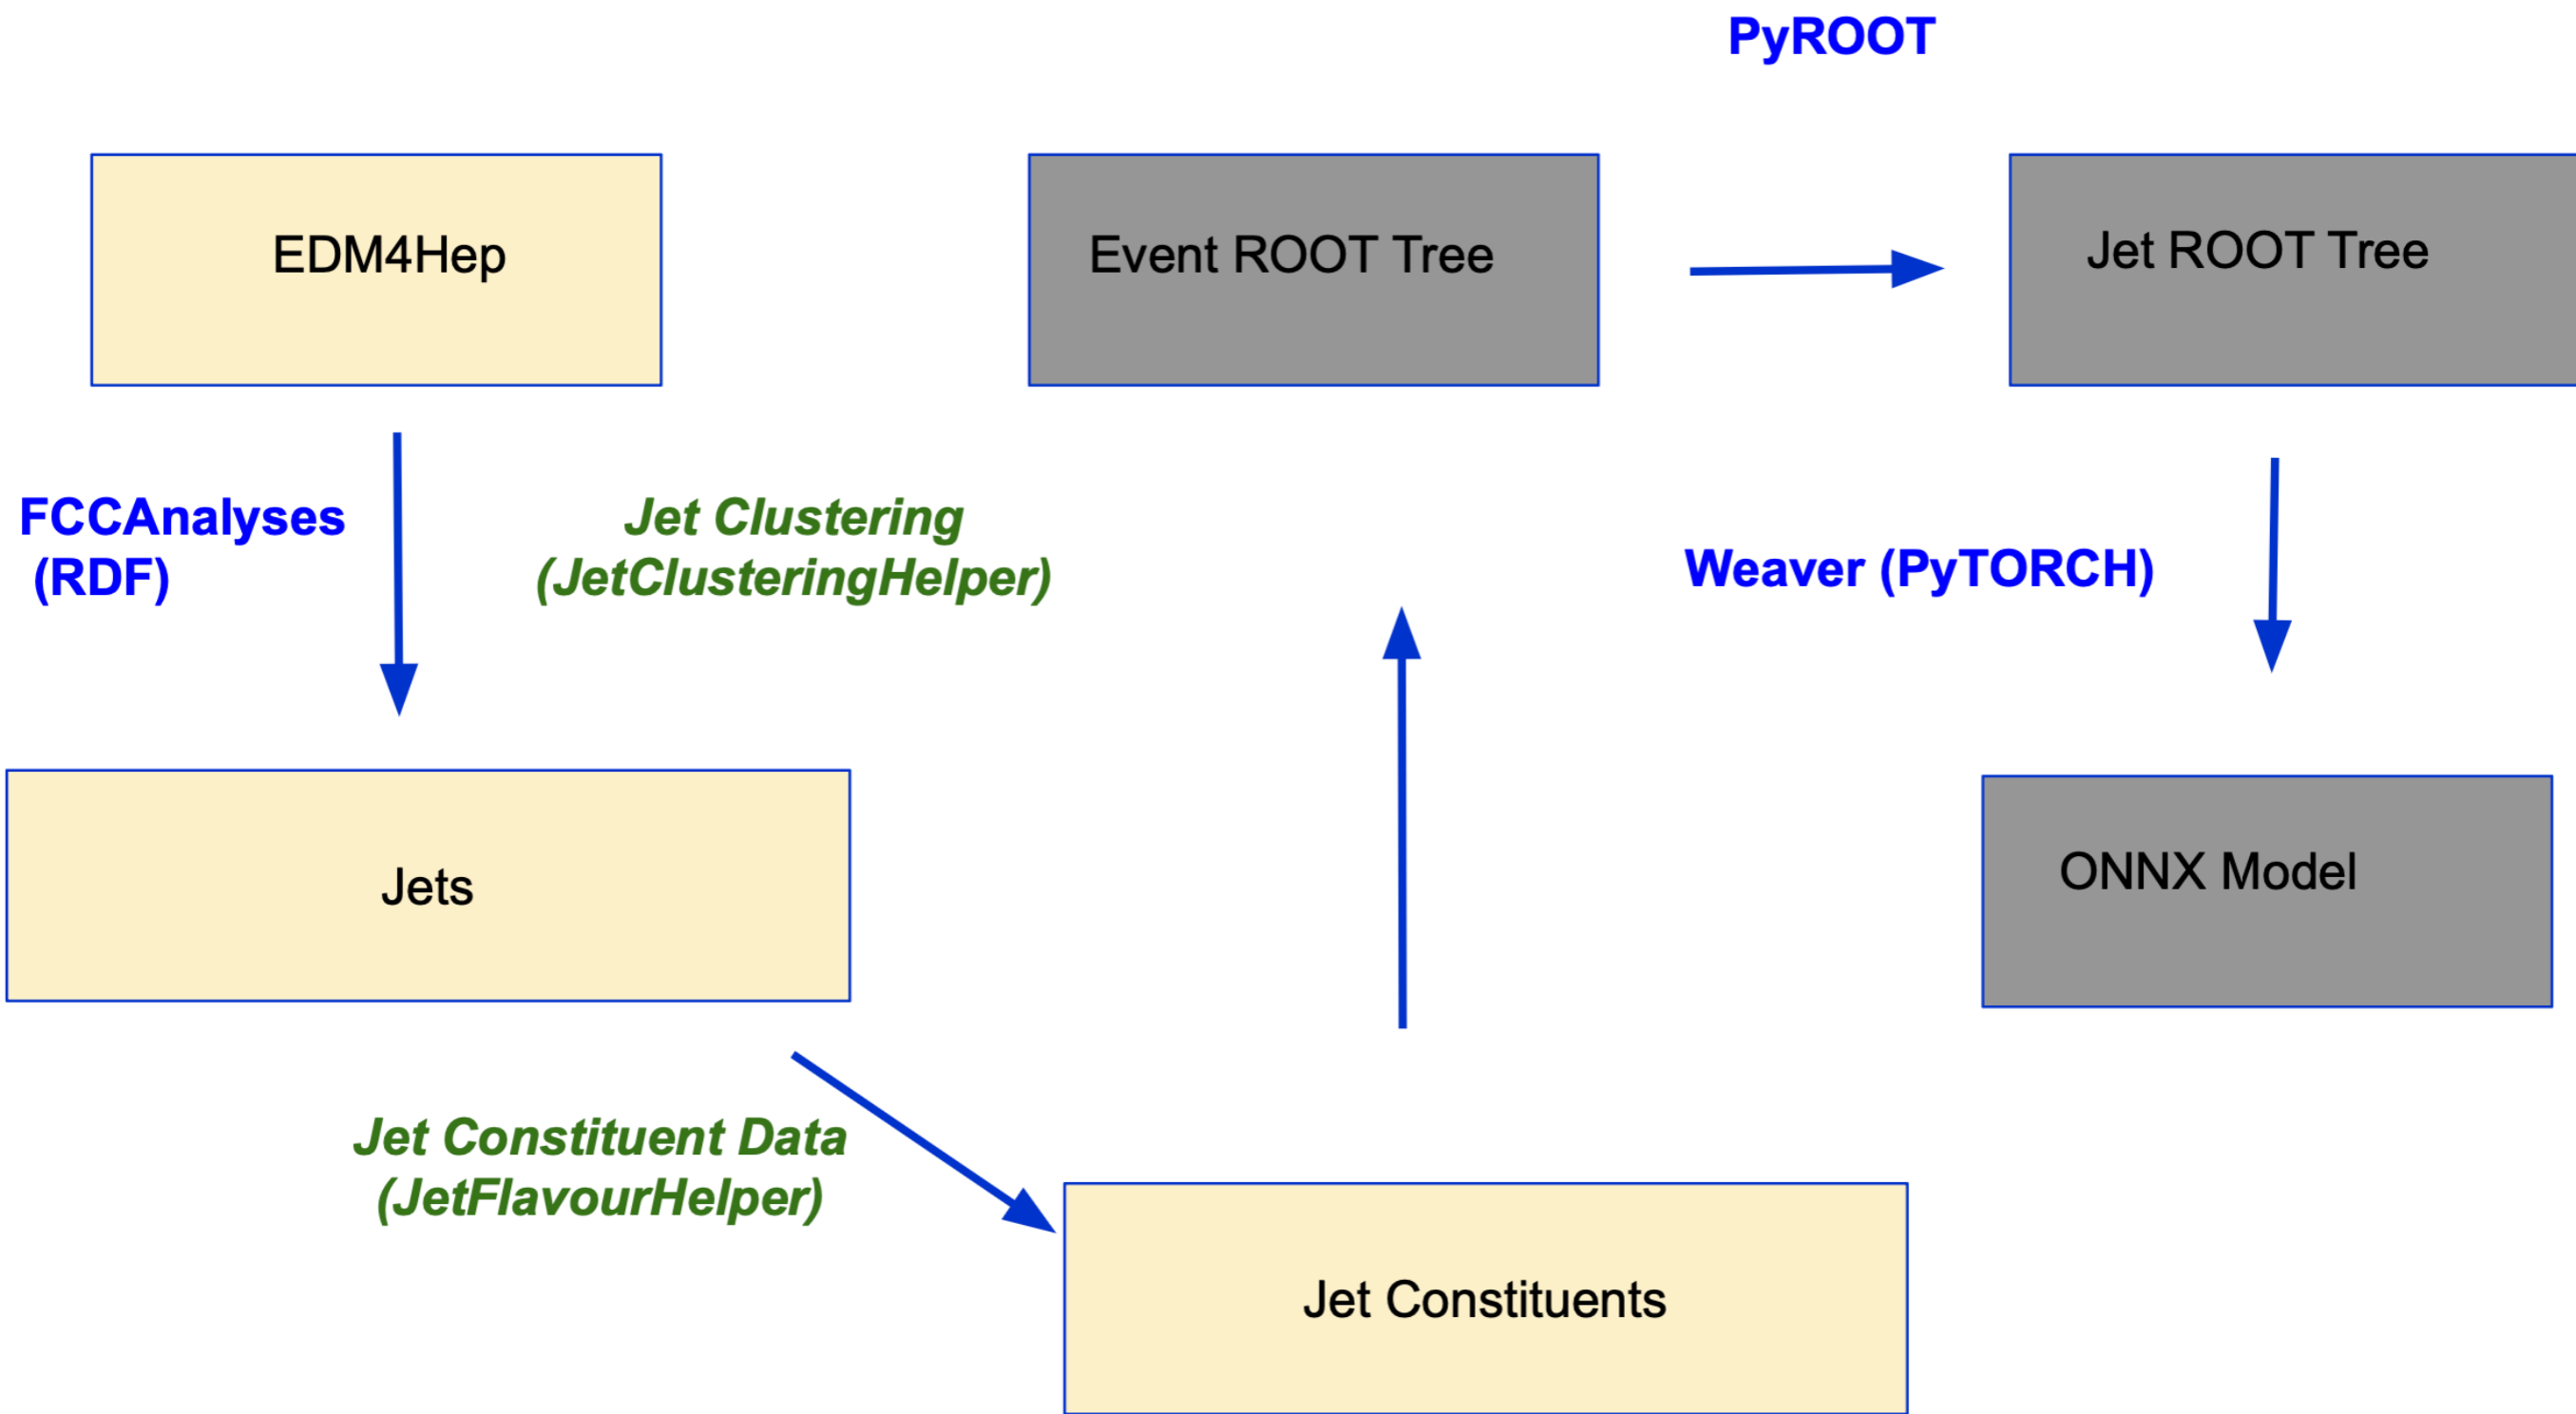 PyROOT
EDM4Hep
Event ROOT Tree
Jet ROOT Tree
FCCAnalyses
(RDF)
Jet Clustering
(JetClusteringHelper)
Weaver (PyTORCH)
Jets
ONNX Model
Jet Constituent Data
(JetFlavourHelper)
Jet Constituents